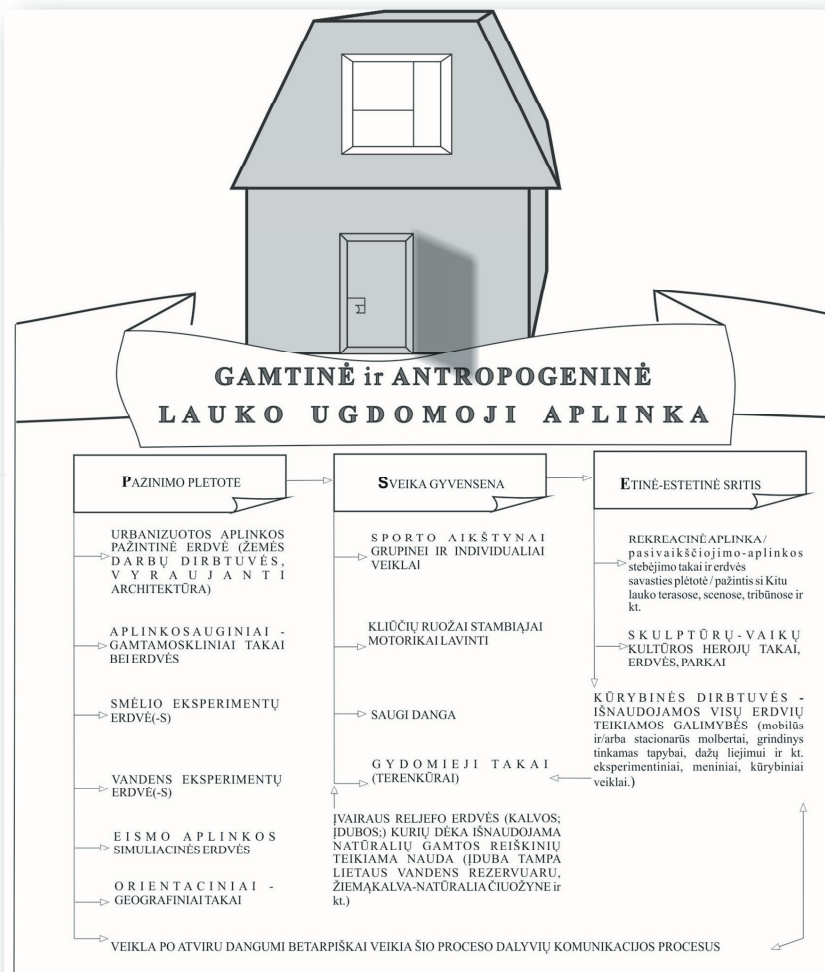 GAMTINĖ ir ANTROPOGENINĖ
LAUKO UGDOMOJI APLINKA
PAŽINIMO PLETOTE
URBANIZUOTOS APLINKOS
PAŽINTINĖ ERDVĖ (ŽEMĖS
DARBŲ DIRBTUVĖS,
VYRAUJANTI
ARCHITEKTŪRA)
APLINKOSAUGINIAI -
GAMTAMOSKLINIAI TAKAI
BEI ERDVĖS
SMĖLIO EKSPERIMENTŲ
ERDVĖ(-S)
VANDENS EKSPERIMENTŲ
ERDVĖ(-S)
EISMO APLINKOS
SIMULIACINĖS ERDVĖS
ORIENTACINIAI -
GEOGRAFINIAI TAKAI
SVEIKA GYVENSENA
SPORTO AIKŠTYNAI
GRUPINEI IR INDIVIDUALIAI
VEIKLAI
KLIŪČIŲ RUOŽAI STAMBIAJAI
MOTORIKAI LAVINTI
SAUGI DANGA
GYDOMIEJI TAKAI
(TERENKŪRAI)
ĮVAIRAUS RELJEFO ERDVĖS (KALVOS;
ĮDUBOS;) KURIŲ DĖKA IŠNAUDOJAMA
NATŪRALIŲ GAMTOS REIŠKINIŲ
TEIKIAMA NAUDA (ĮDUBA TAMPA
LIETAUS VANDENS REZERVUARU,
ŽIEMĄKALVA-NATŪRALIA ČIUOŽYNE ir
kt.)
ETINĖ-ESTETINĖ SRITIS
REKREACINĖ APLINKA/
pasivaikščiojimo-aplinkos
stebėjimo takai ir erdvės
savasties plėtotė / pažintis si Kitu
lauko terasose, scenose, tribūnose ir
kt.
SKULPTŪRŲ-VAIKŲ
KULTŪROS HEROJŲ TAKAI,
ERDVĖS, PARKAI
KŪRYBINĖS DIRBTUVĖS -
IŠNAUDOJAMOS VISŲ ERDVIŲ
TEIKIAMOS GALIMYBĖS (mobilūs
ir/arba stacionarūs molbertai, grindinys
tinkamas tapybai, dažų liejimui ir kt.
eksperimentiniai, meniniai, kūrybiniai
veiklai.)
VEIKLA PO ATVIRU DANGUMI BETARPIŠKAI VEIKIA ŠIO PROCESO DALYVIŲ KOMUNIKACIJOS PROCESUS